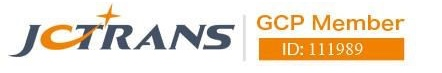 JCTRANS
GCP Member
ID: 111989